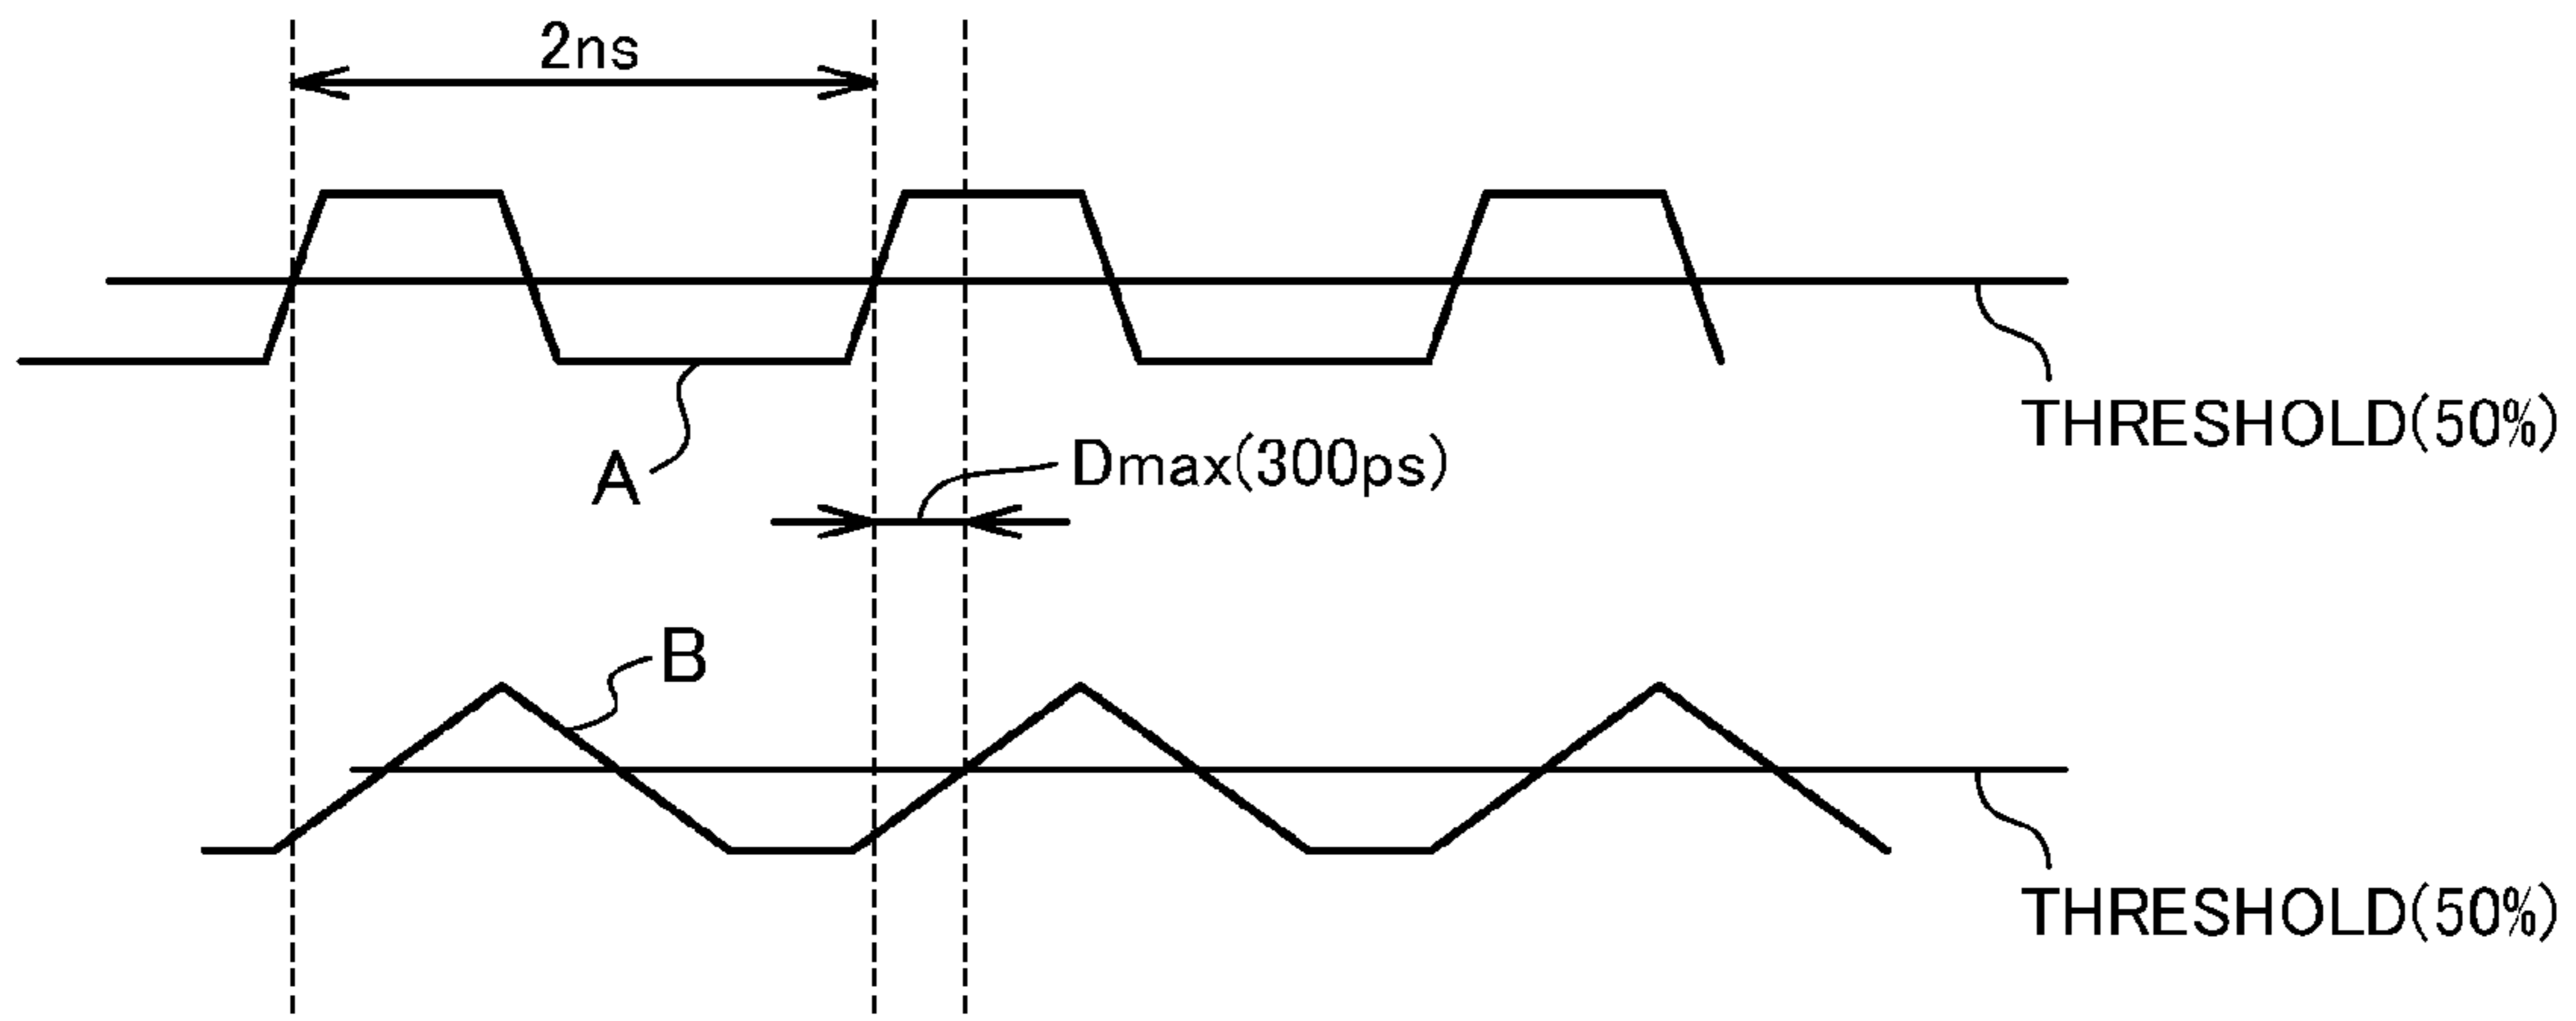 2ns
THRESHOLD(50%)
A
Dmax(300ps)
B
THRESHOLD(50%)